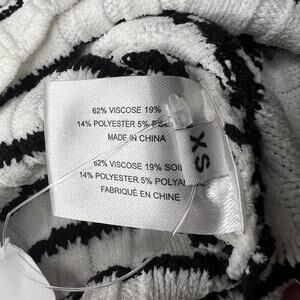 62% VISCOSE 19%
14% POLYESTER 5%
MADE IN CHINA
62% VISCOSE 19% SOIE
14% POLYESTER 5%
FABRIQUÉ EN CHINE
XS